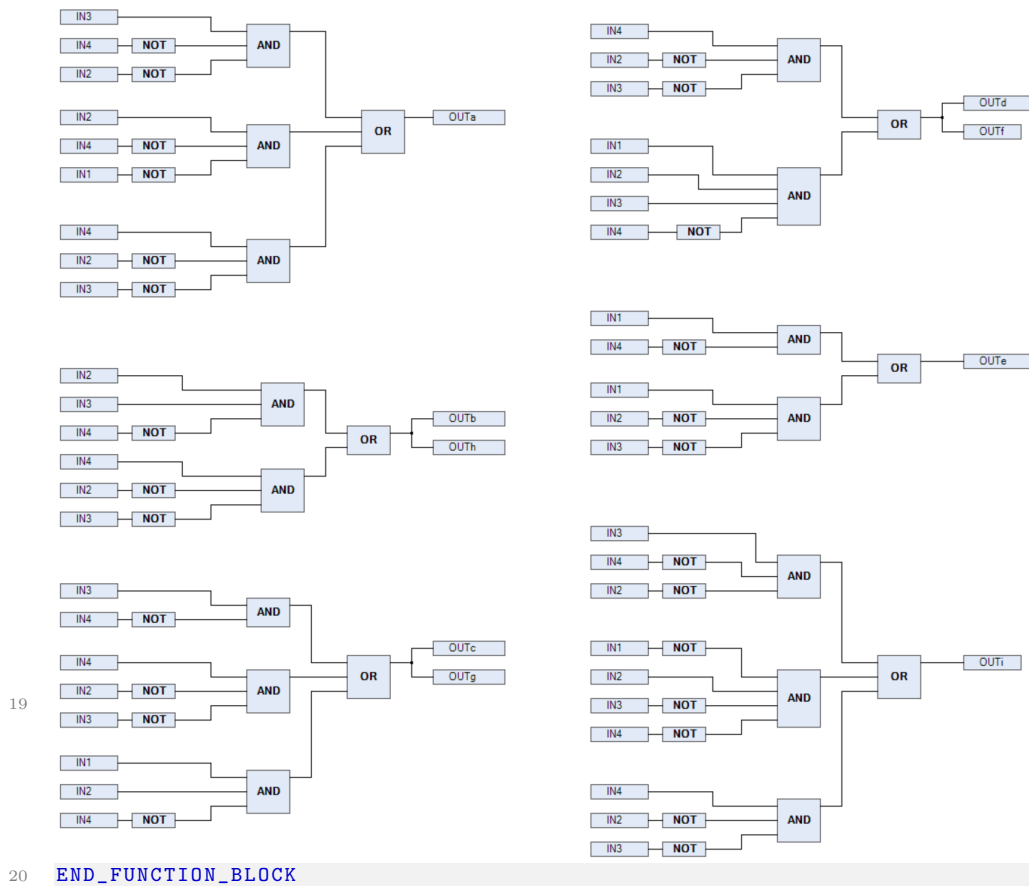 IN3
IN4 NOT AND
IN2 NOT
IN2
IN4 NOT AND OR OUTa
IN1 NOT
IN4
IN2 NOT AND
IN3 NOT
IN2
IN3 AND
IN4 NOT OR OUTb
IN4 OUTh
IN2 NOT AND
IN3 NOT
IN3 AND
IN4 NOT
IN4 OR OUTc
IN2 NOT AND OUTg
IN3 NOT
IN1
IN2 AND
IN4 NOT
IN4
IN2 NOT AND
IN3 NOT
OR OUTd
OUTf
IN1
IN2 AND
IN3
IN4 NOT
IN1 AND
IN4 NOT
OR OUTe
IN1
IN2 NOT AND
IN3 NOT
IN3
IN4 NOT AND
IN2 NOT
IN1 NOT
IN2 OR OUTi
IN3 NOT AND
IN4 NOT
IN4
IN2 NOT AND
IN3 NOT
19
20 END_FUNCTION_BLOCK